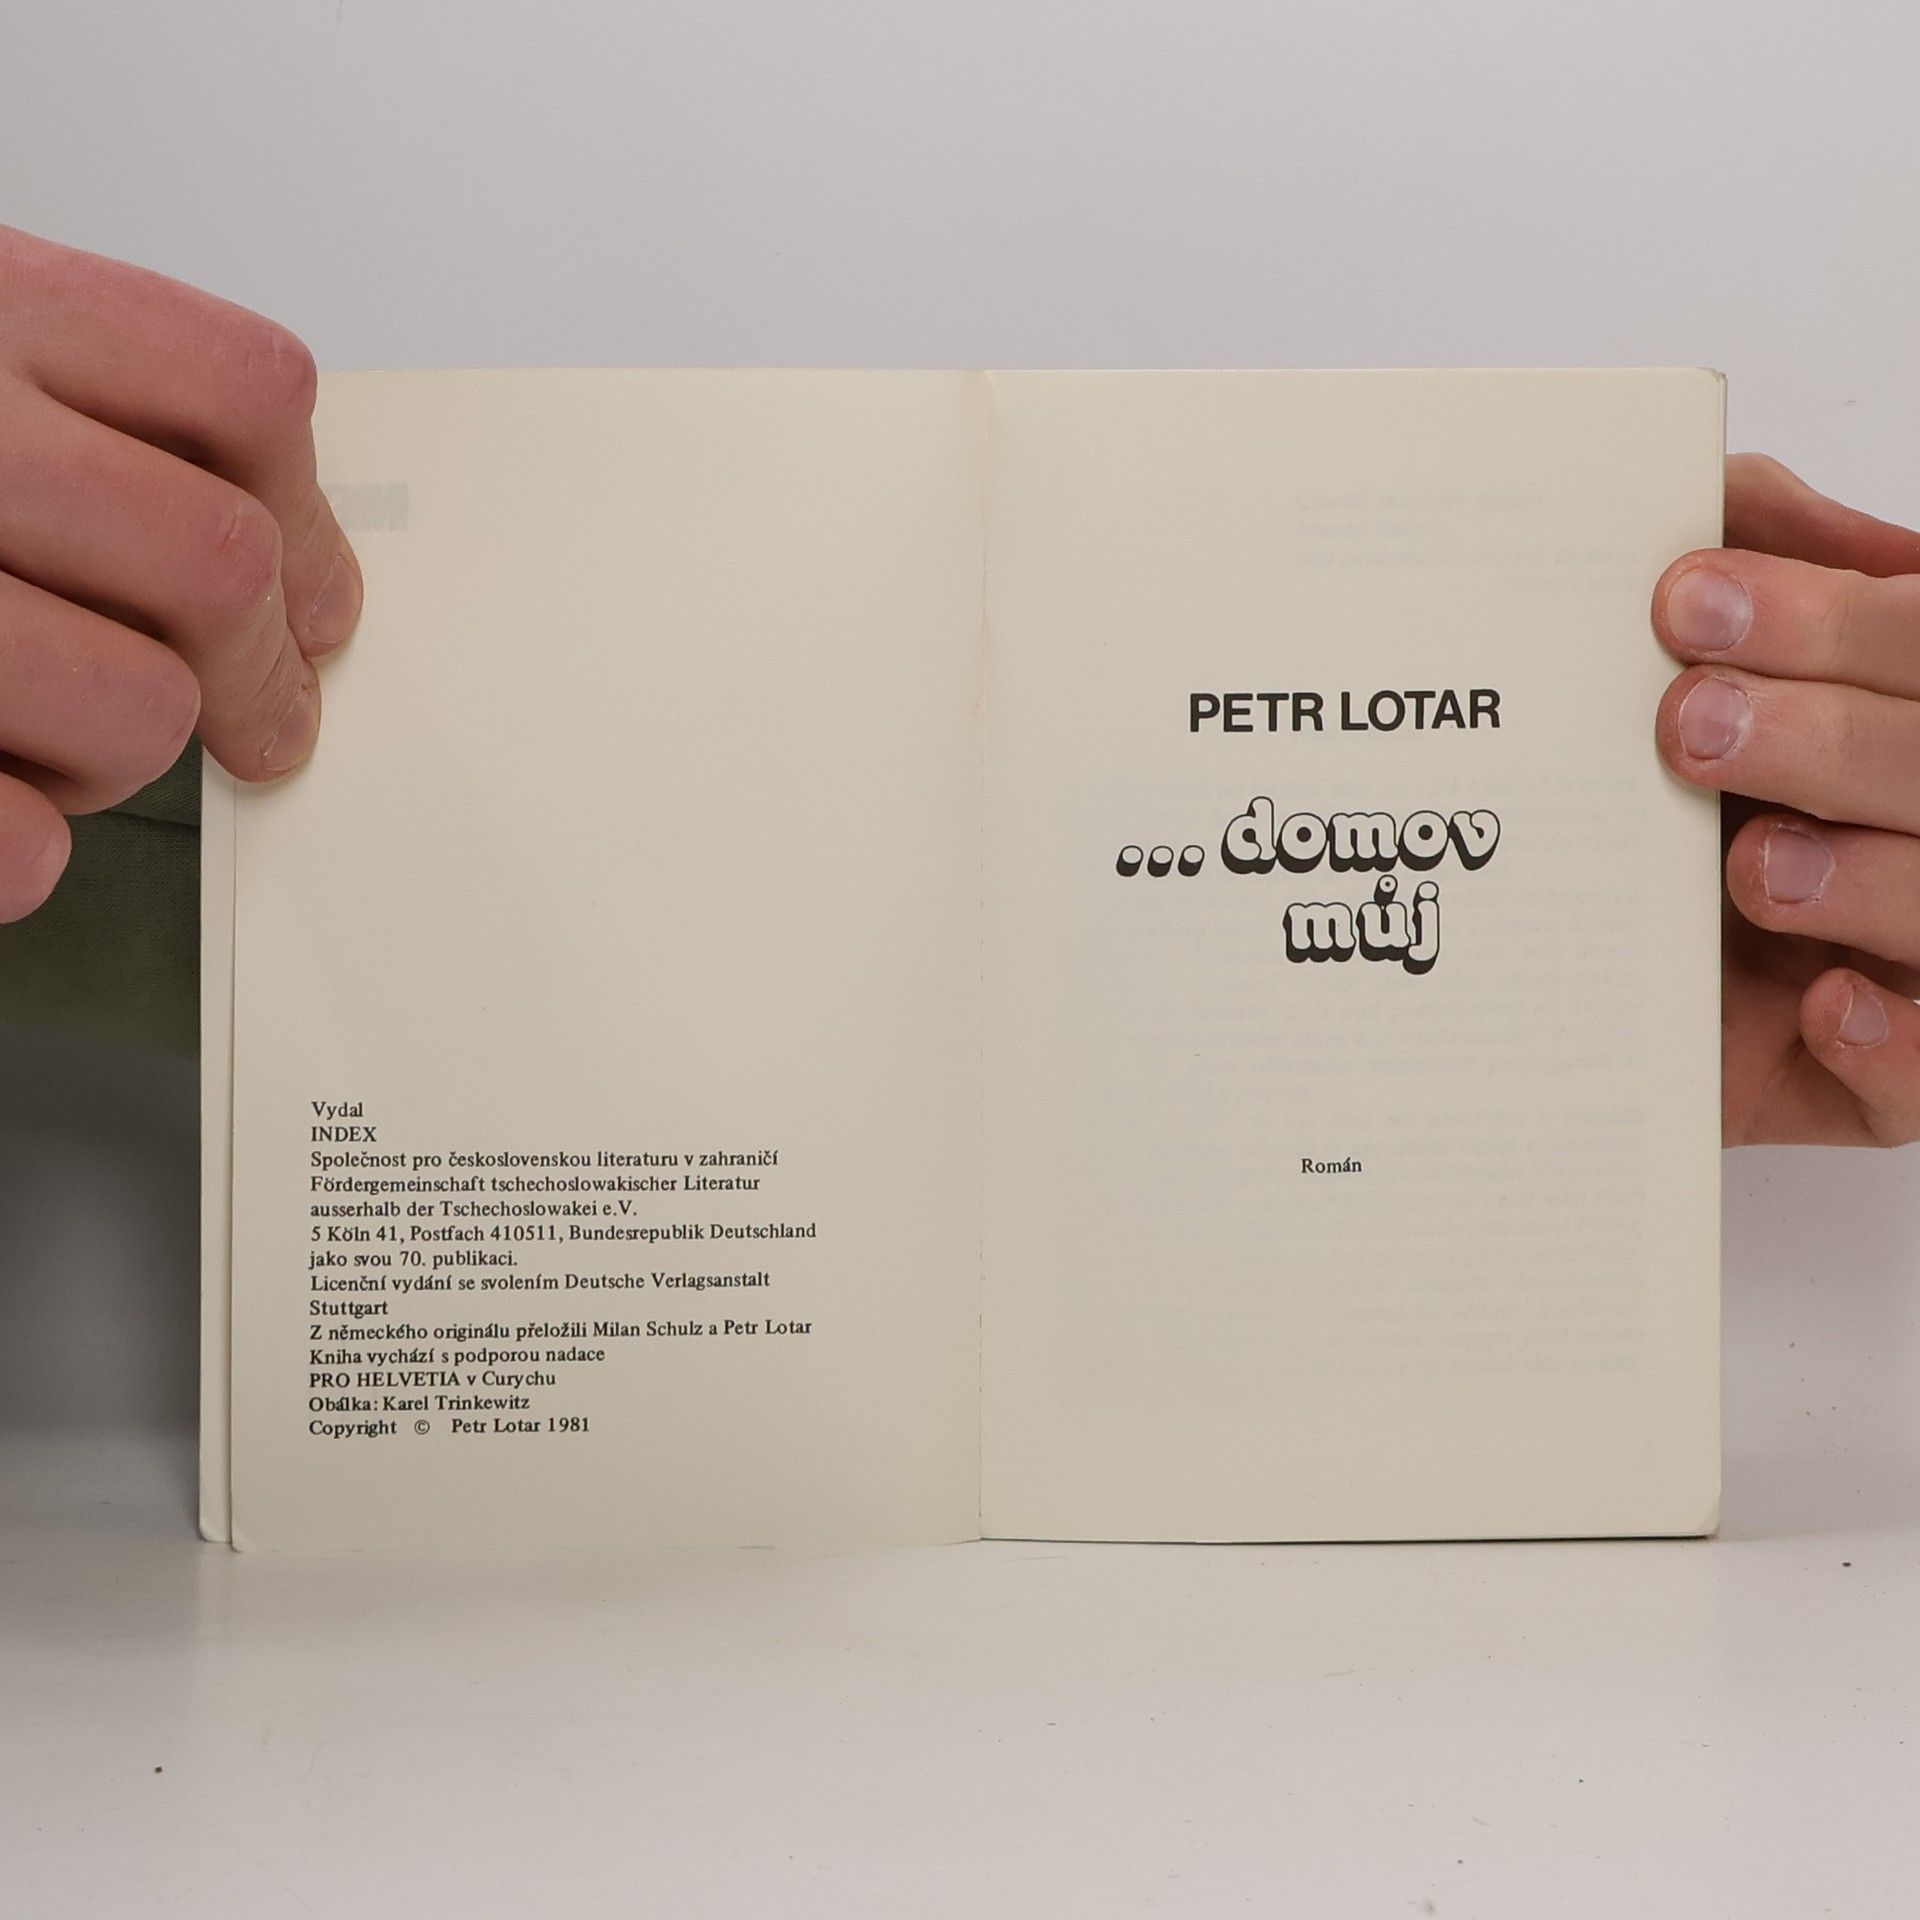 Vydal
INDEX
Společnost pro československou literaturu v zahraničí
Fördergemeinschaft tschechoslowakischer Literatur
ausserhalb der Tschechoslowakei e.V.
5 Köln 41, Postfach 410511, Bundesrepublik Deutschland
jako svou 70. publikaci.
Licenční vydání se svolením Deutsche Verlagsanstalt
Stuttgart
Z německého originálu přeložili Milan Schulz a Petr Lotar
Kniha vychází s podporou nadace
PRO HELVETIA v Curychu
Obálka: Karel Trinkewitz
Copyright © Petr Lotar 1981
PETR LOTAR
... domov
můj
Román